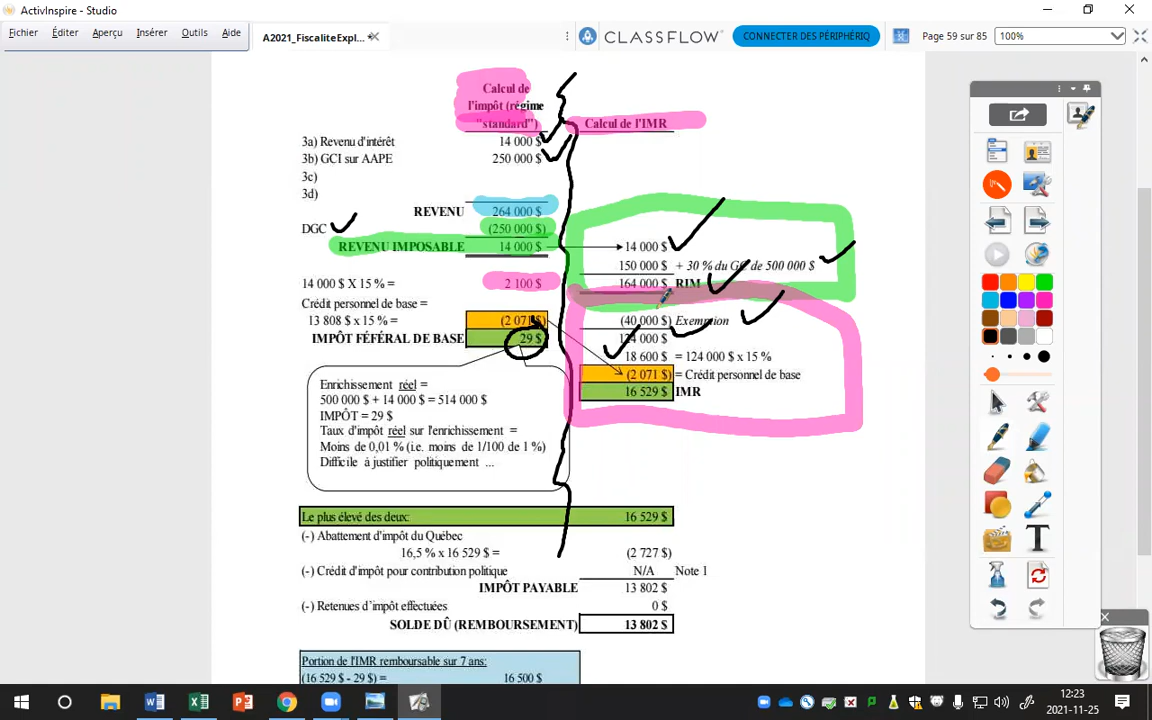 ActivInspire - Studio
Fichier Éditer Aperçu Insérer Outils Aide
A2021_FiscaliteExpl...
CLASSFLOW
CONNECTER DES PÉRIPHÉRIQ
Page 59 sur 85
100%
Calcul de
l'impôt (régime
"standard")
Calcul de l'IMR
3a) Revenu d'intérêt 14 000 $
3b) GCI sur AAPE 250 000 $
3c)
3d)
REVENU 264 000 $
DGC (250 000 $)
REVENU IMPOSABLE 14 000 $ 14 000 $
150 000 $ + 30 % du GC de 500 000 $
14 000 $ X 15 % = 2 100 $ 164 000 $ RIM
Crédit personnel de base =
13 808 $ x 15 % = (2 071 $) (40 000 $) Exemption
IMPÔT FÉFÉRAL DE BASE 29 $ 124 000 $
18 600 $ = 124 000 $ x 15 %
(2 071 $) = Crédit personnel de base
16 529 $ IMR
Enrichissement réel =
500 000 $ + 14 000 $ = 514 000 $
IMPÔT = 29 $
Taux d'impôt réel sur l'enrichissement =
Moins de 0,01 % (i.e. moins de 1/100 de 1 %)
Difficile à justifier politiquement ...
Le plus élevé des deux: 16 529 $
(-) Abattement d'impôt du Québec
16,5 % x 16 529 $ = (2 727 $)
(-) Crédit d'impôt pour contribution politique N/A Note 1
IMPÔT PAYABLE 13 802 $
(-) Retenues d'impôt effectuées 0 $
SOLDE DÛ (REMBOURSEMENT) 13 802 $
Portion de l'IMR remboursable sur 7 ans:
(16 529 $ - 29 $) = 16 500 $
12:23
2021-11-25